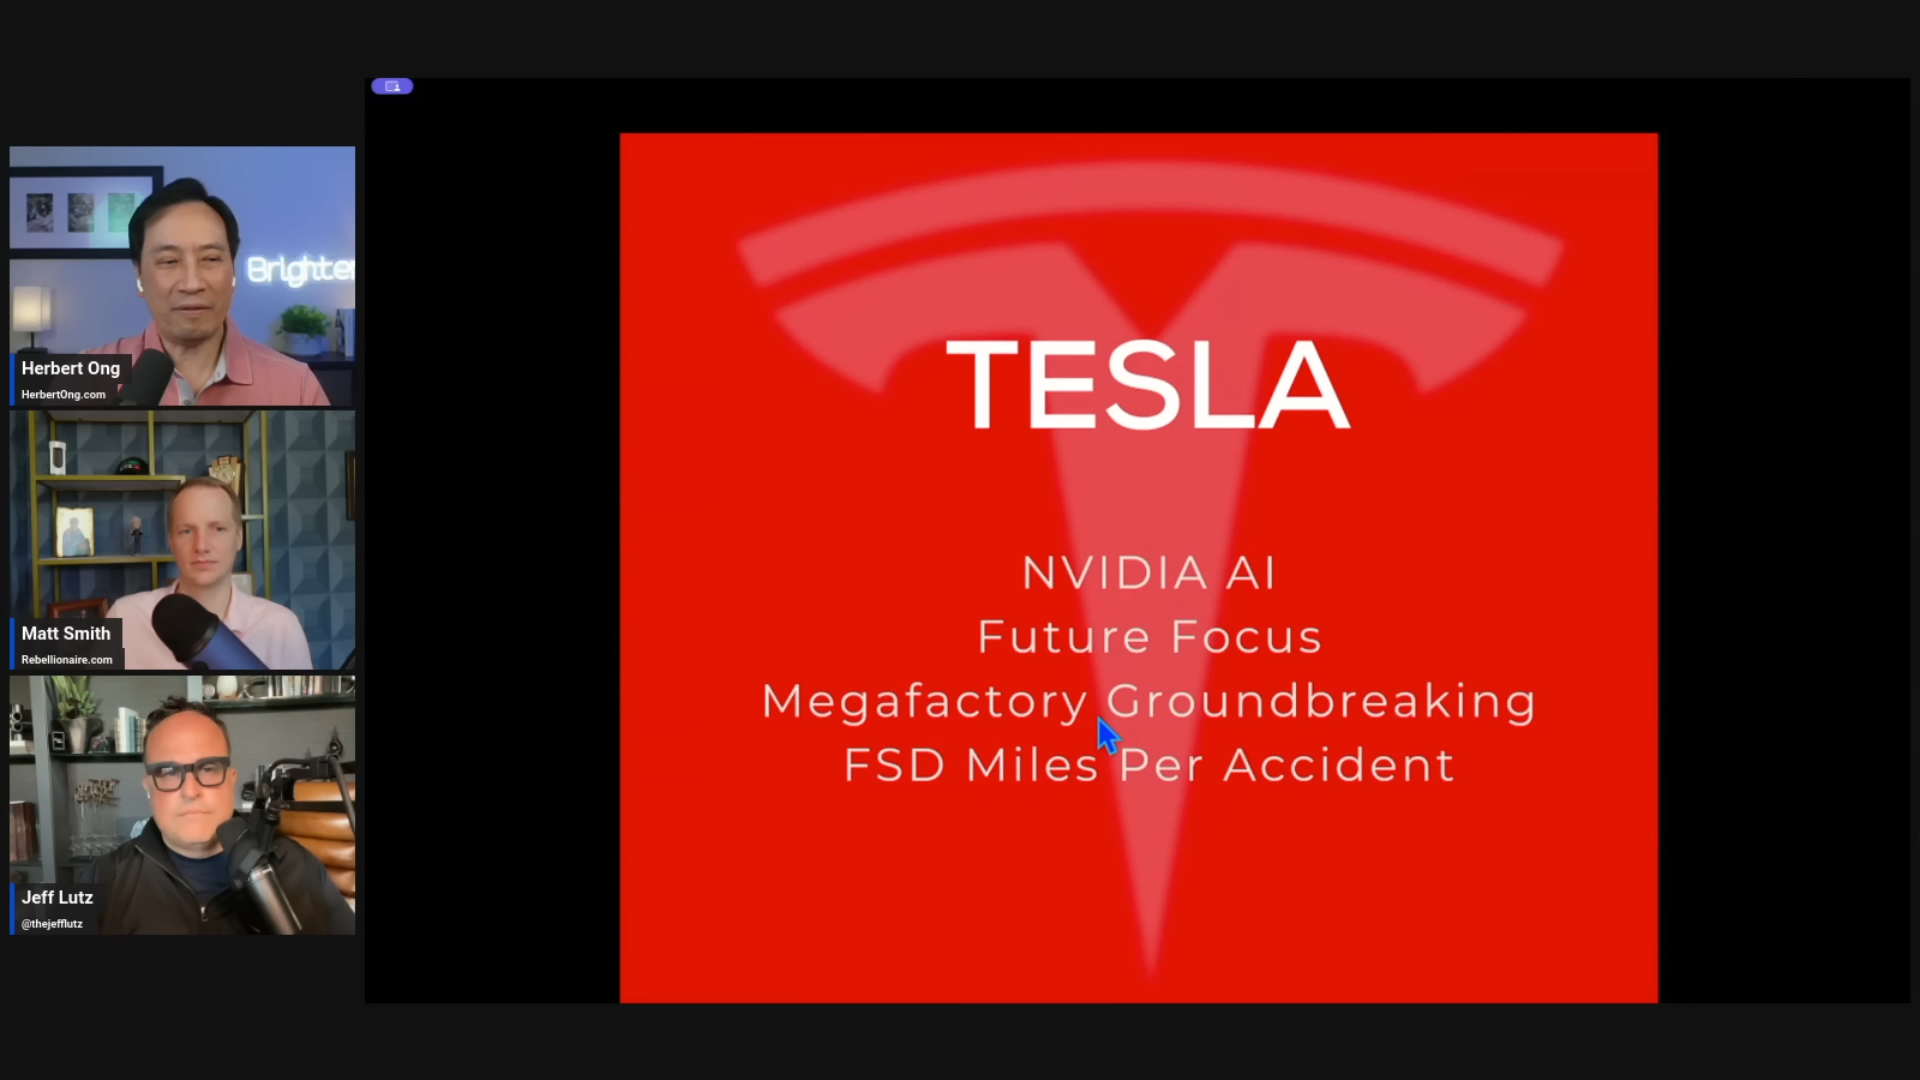 Brighter
Herbert Ong
HerbertOng.com
Matt Smith
Rebellionaire.com
Jeff Lutz
@thejefflutz
TESLA
NVIDIA AI
Future Focus
Megafactory Groundbreaking
FSD Miles Per Accident